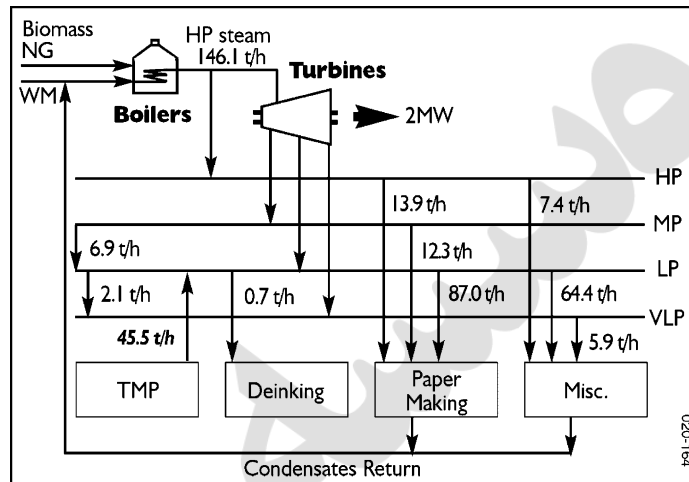 Biomass
NG
WM
HP steam
146.1 t/h
Boilers
Turbines
2MW
HP
13.9 t/h
7.4 t/h
MP
6.9 t/h
12.3 t/h
LP
2.1 t/h
0.7 t/h
87.0 t/h
64.4 t/h
VLP
45.5 t/h
5.9 t/h
TMP
Deinking
Paper
Making
Misc.
Condensates Return
020-164